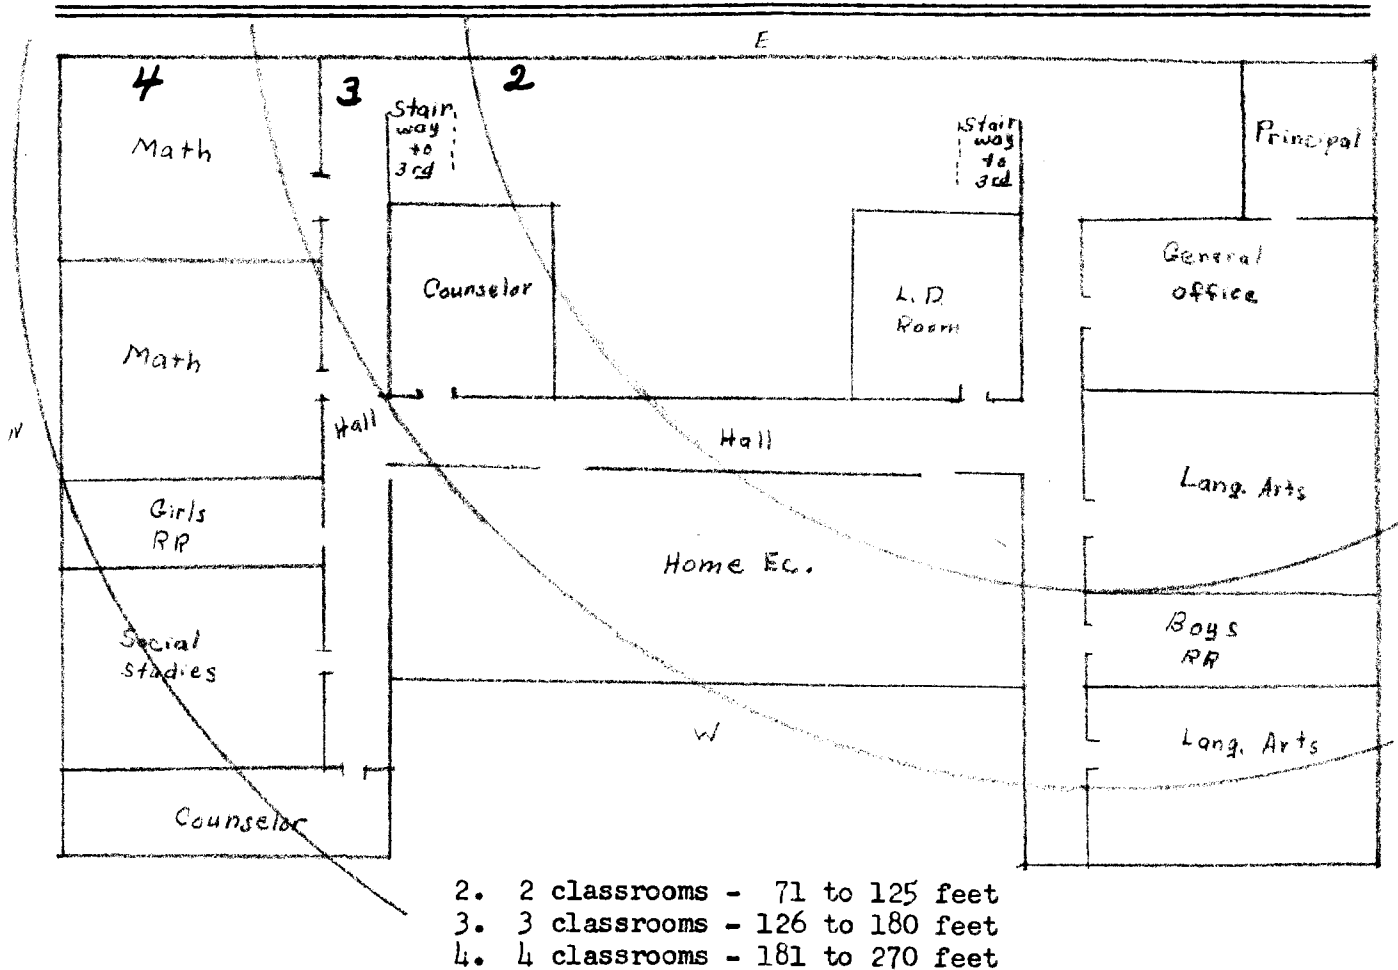 E
4
3
2
Stair
way
to
3rd
Stair
way
to
3rd
Principal
Math
General
office
Counselor
L.D.
Room
Math
Hall
N
Hall
Lang. Arts
Girls
RR
Home Ec.
Boys
RR
Social
studies
W
Lang. Arts
Counselor
2. 2 classrooms - 71 to 125 feet
3. 3 classrooms - 126 to 180 feet
4. 4 classrooms - 181 to 270 feet